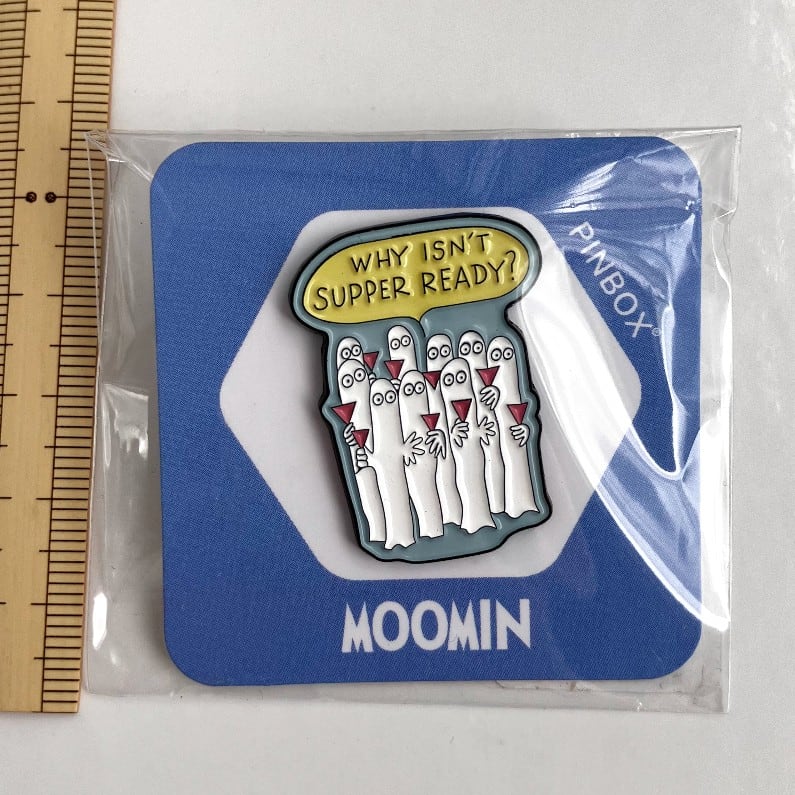 WHY ISN'T
SUPPER READY?
PINBOX®
MOOMIN